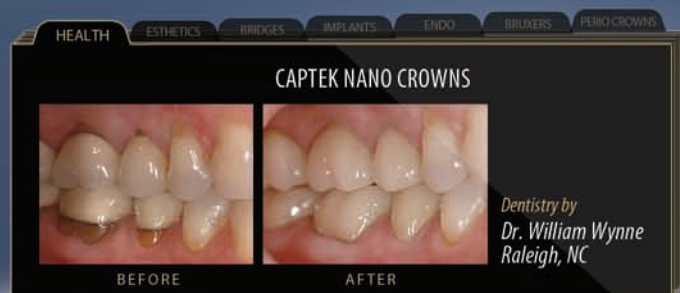 HEALTH
ESTHETICS
BRIDGES
IMPLANTS
ENDO
BRUXERS
PERIO CROWNS
CAPTEK NANO CROWNS
Dentistry by
Dr. William Wynne
Raleigh, NC
BEFORE
AFTER